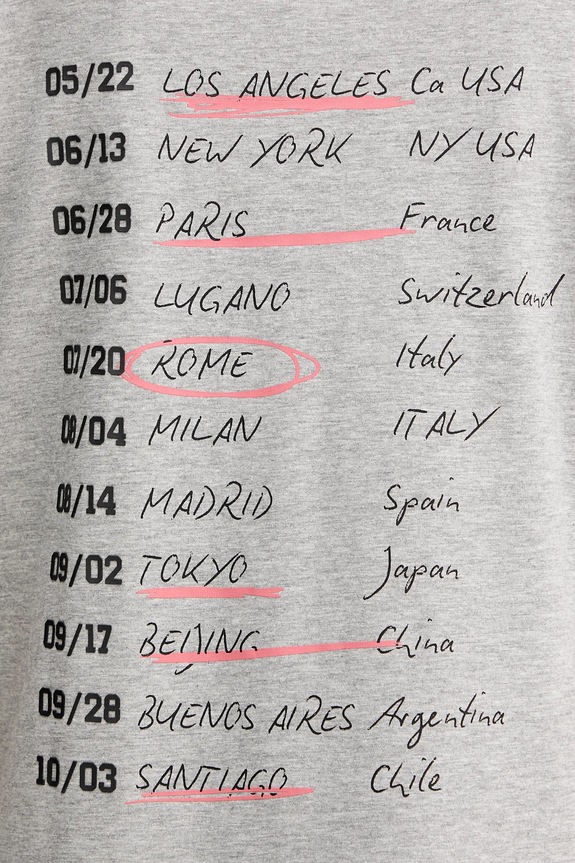 05/22 LOS ANGELES Ca USA
06/13 NEW YORK NY USA
06/28 PARIS France
07/06 LUGANO Switzerland
07/20 ROME Italy
08/04 MILAN ITALY
08/14 MADRID Spain
09/02 TOKYO Japan
09/17 BEIJING China
09/28 BUENOS AIRES Argentina
10/03 SANTIAGO Chile